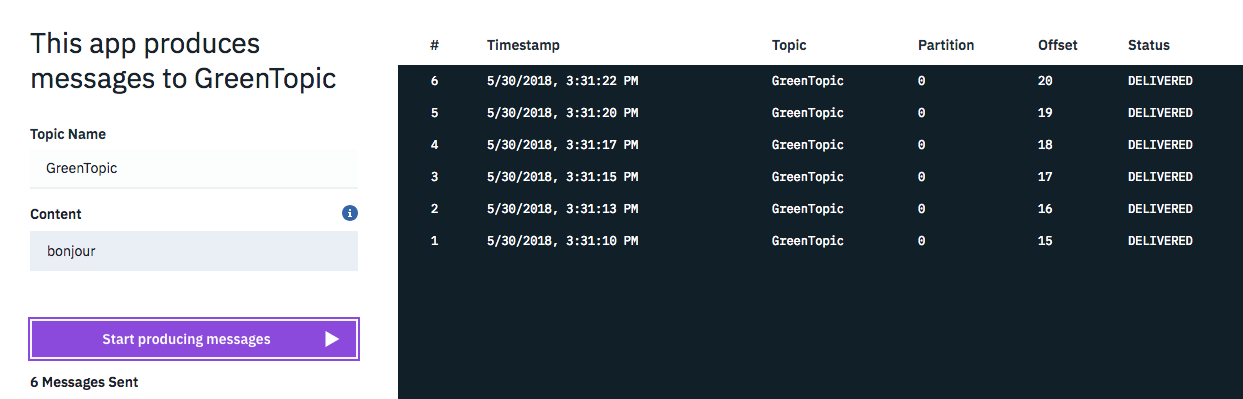 This app produces
messages to GreenTopic
Topic Name
GreenTopic
Content
bonjour
Start producing messages
6 Messages Sent
# Timestamp Topic Partition Offset Status
6 5/30/2018, 3:31:22 PM GreenTopic 0 20 DELIVERED
5 5/30/2018, 3:31:20 PM GreenTopic 0 19 DELIVERED
4 5/30/2018, 3:31:17 PM GreenTopic 0 18 DELIVERED
3 5/30/2018, 3:31:15 PM GreenTopic 0 17 DELIVERED
2 5/30/2018, 3:31:13 PM GreenTopic 0 16 DELIVERED
1 5/30/2018, 3:31:10 PM GreenTopic 0 15 DELIVERED